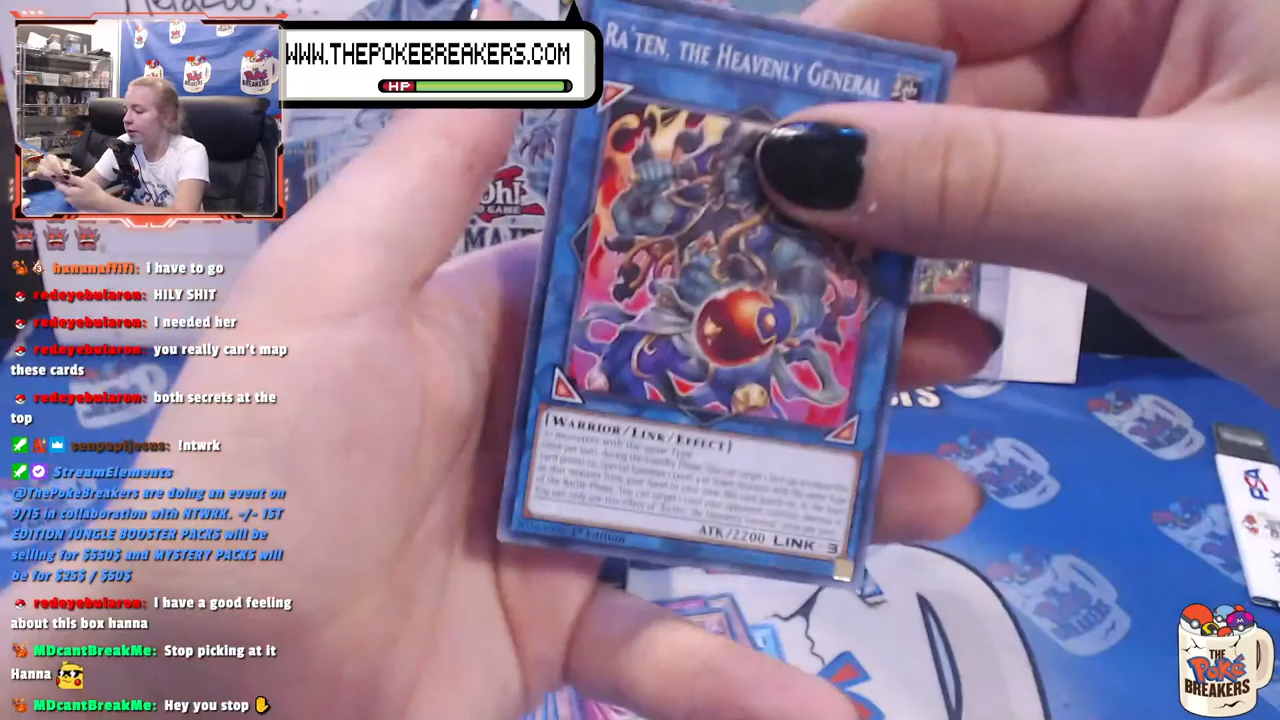 WWW.THEPOKEBREAKERS.COM
HP
RA'TEN, THE HEAVENLY GENERAL
hananaffifi: I have to go
redeyebularon: HILY SHIT
redeyebularon: I needed her
redeyebularon: you really can't map
these cards
redeyebularon: both secrets at the
top
senpapijesus: !ntwrk
StreamElements
@ThePokeBreakers are doing an event on
9/15 in collaboration with NTWRK. -/- 1ST
EDITION JUNGLE BOOSTER PACKS will be
selling for $550$ and MYSTERY PACKS will
be for $25$ / $50$
redeyebularon: I have a good feeling
about this box hanna
MDcantBreakMe: Stop picking at it
Hanna
MDcantBreakMe: Hey you stop
[WARRIOR/LINK/EFFECT]
ATK/2200 LINK-3
1st Edition
PSA
THE
Poké
BREAKERS